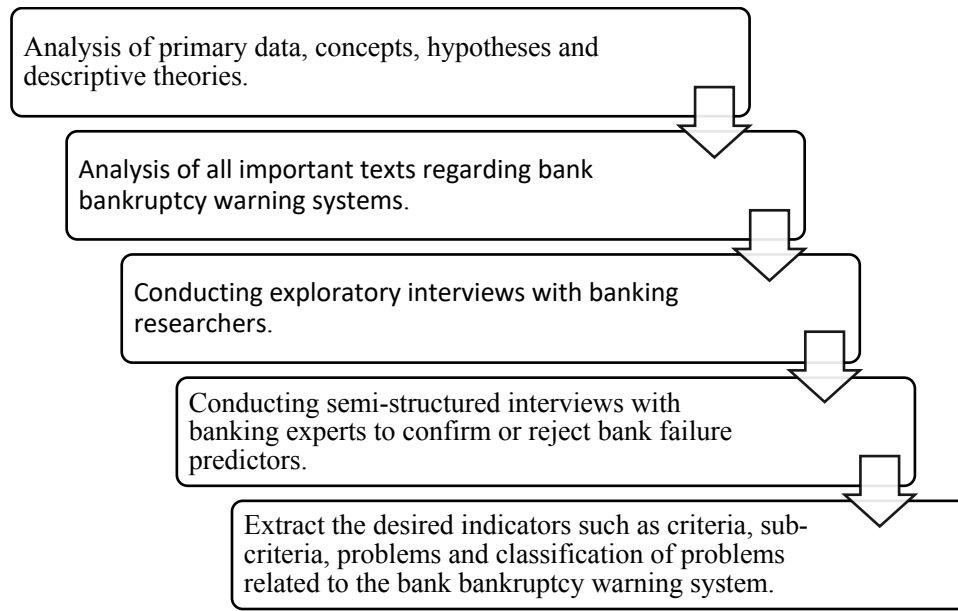 Analysis of primary data, concepts, hypotheses and
descriptive theories.
Analysis of all important texts regarding bank
bankruptcy warning systems.
Conducting exploratory interviews with banking
researchers.
Conducting semi-structured interviews with
banking experts to confirm or reject bank failure
predictors.
Extract the desired indicators such as criteria, sub-
criteria, problems and classification of problems
related to the bank bankruptcy warning system.